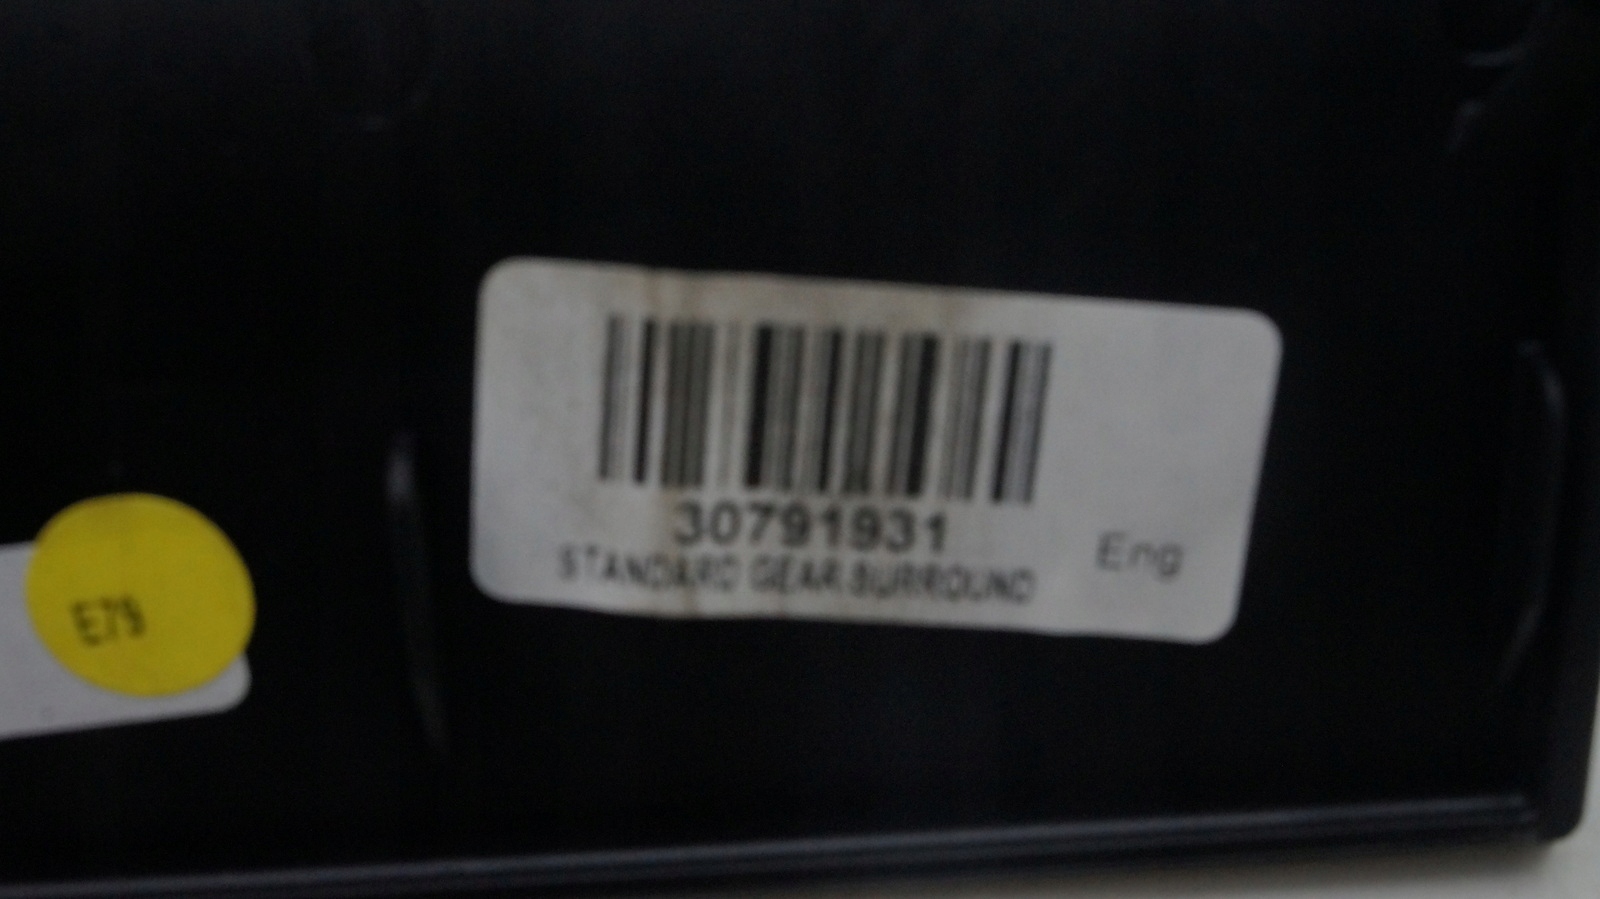 30791931
STANDARD GEAR SURROUND
Eng
E79